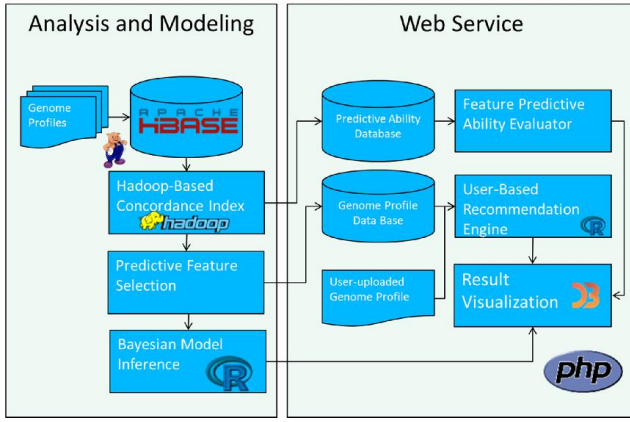 Analysis and Modeling
Web Service
Genome
Profiles
APACHE
HBASE
Predictive Ability
Database
Feature Predictive
Ability Evaluator
Hadoop-Based
Concordance Index
hadoop
Genome Profile
Data Base
User-Based
Recommendation
Engine
R
Predictive Feature
Selection
User-uploaded
Genome Profile
Result
Visualization
D3
Bayesian Model
Inference
R
php